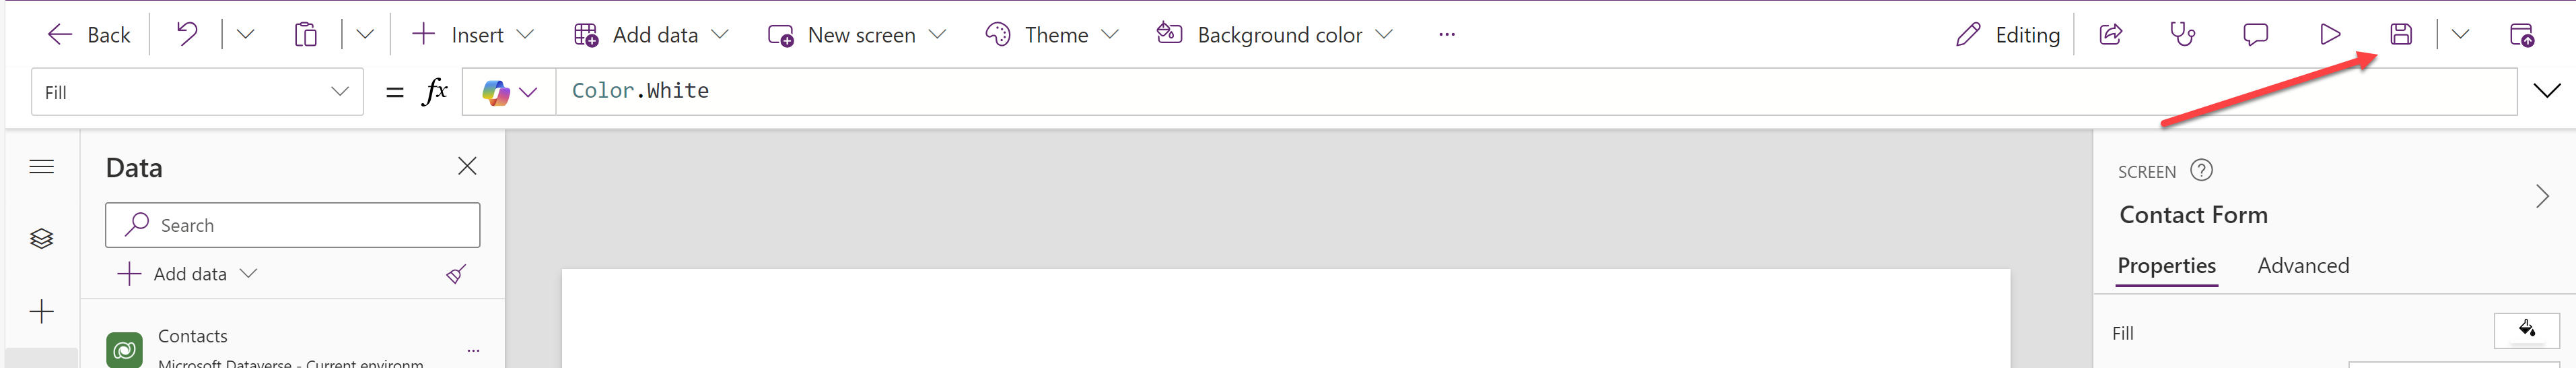 Back Insert Add data New screen Theme Background color ... Editing
Fill = fx Color.White
Data
Search
Add data
Contacts
Microsoft Dataverse - Current environm
...
SCREEN ?
Contact Form
Properties Advanced
Fill